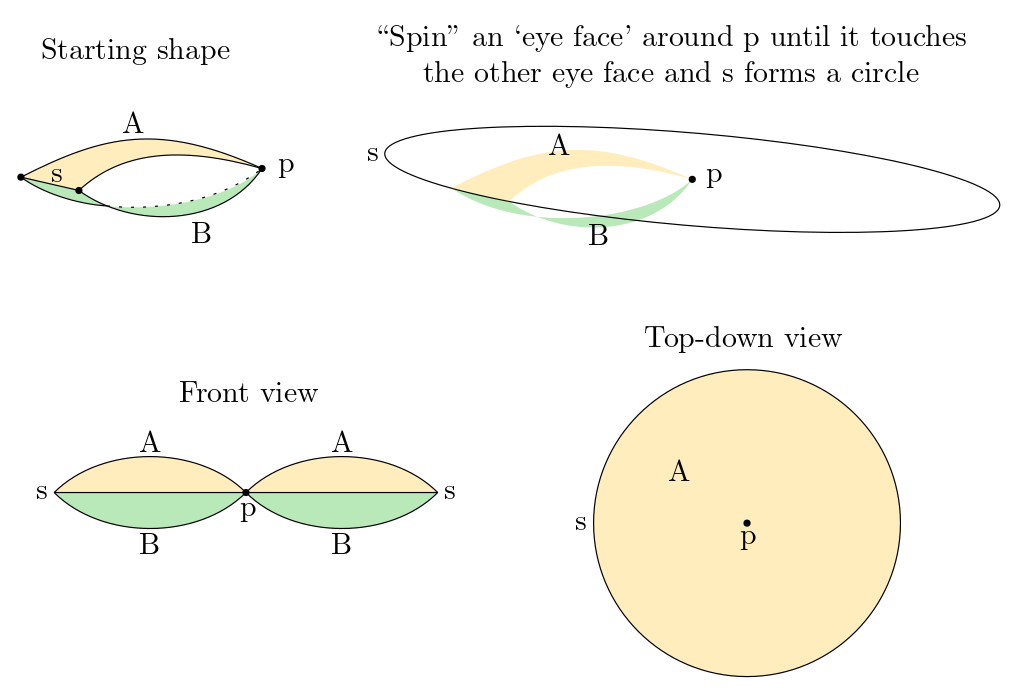 Starting shape
“Spin” an ‘eye face’ around p until it touches
the other eye face and s forms a circle
A
s
p
B
s
A
p
B
Top-down view
Front view
A
A
s
s
p
B
B
A
s
p